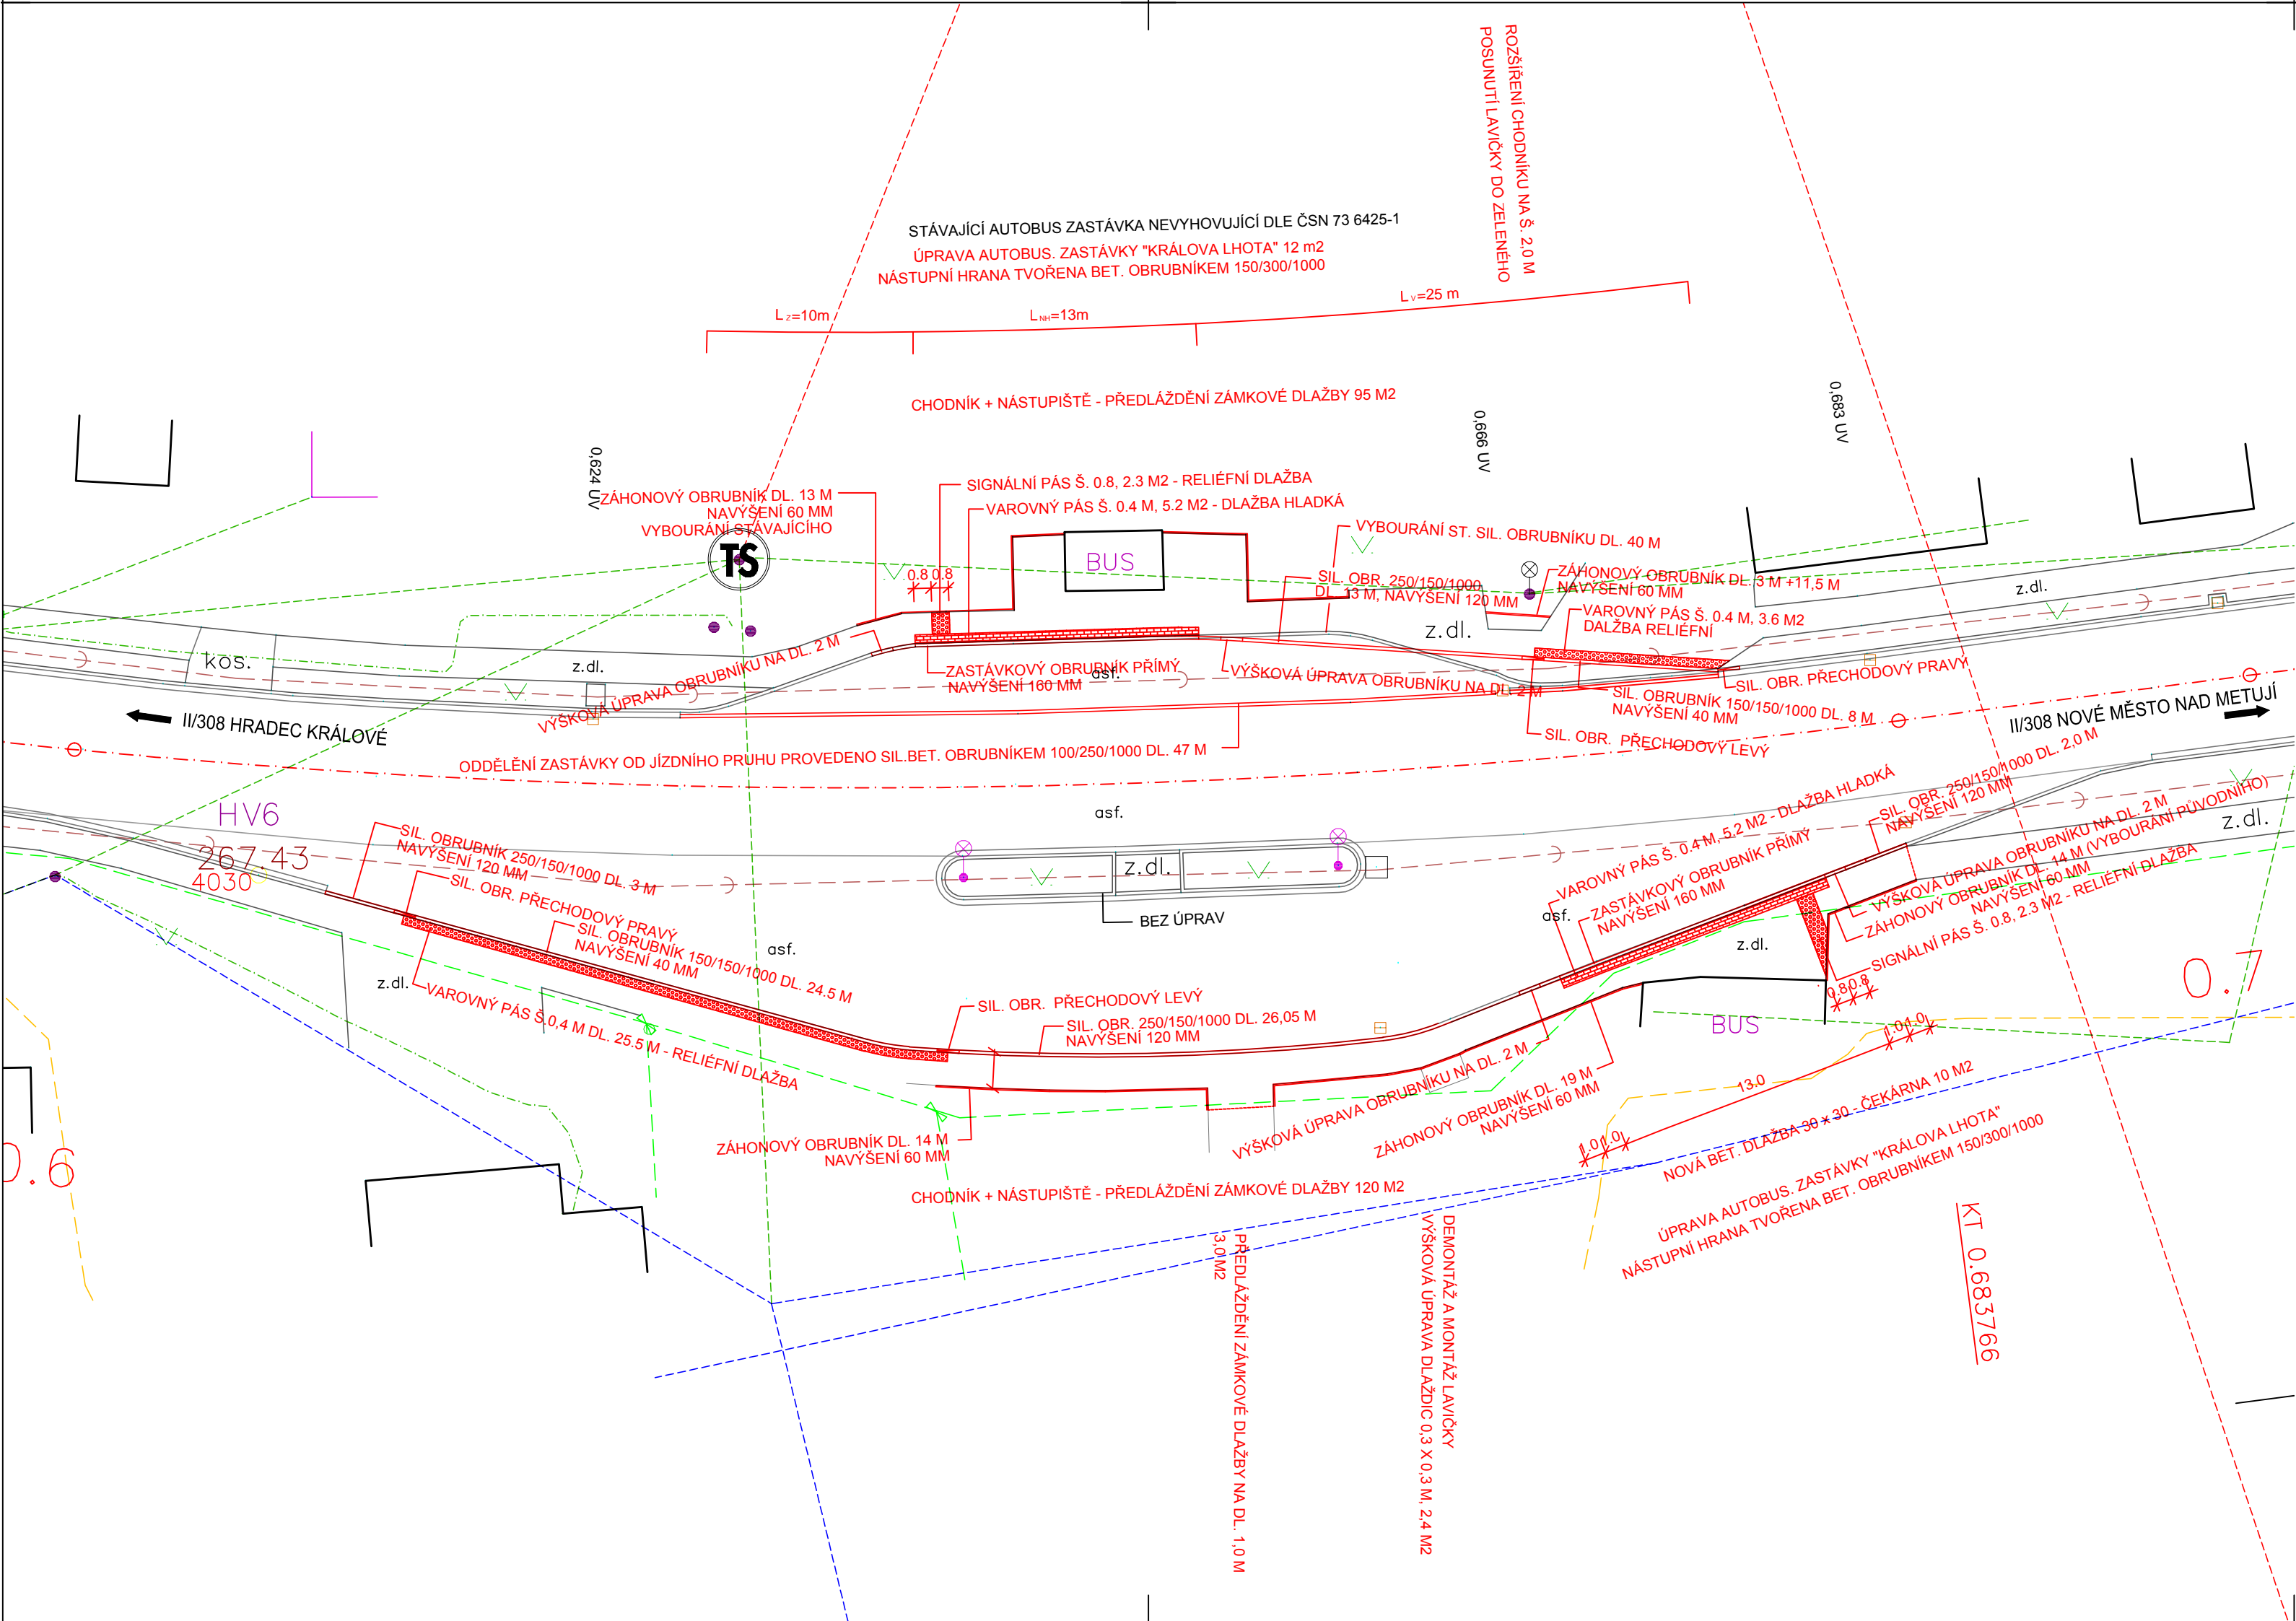 ROZŠÍŘENÍ CHODNÍKU NA Š. 2,0 M
POSUNUTÍ LAVIČKY DO ZELENÉHO
STÁVAJÍCÍ AUTOBUS ZASTÁVKA NEVYHOVUJÍCÍ DLE ČSN 73 6425-1
ÚPRAVA AUTOBUS. ZASTÁVKY "KRÁLOVA LHOTA" 12 m2
NÁSTUPNÍ HRANA TVOŘENA BET. OBRUBNÍKEM 150/300/1000
L Z=10m
L NH=13m
L V=25 m
CHODNÍK + NÁSTUPIŠTĚ - PŘEDLÁŽDĚNÍ ZÁMKOVÉ DLAŽBY 95 M2
0,624 UV
0,666 UV
0,683 UV
ZÁHONOVÝ OBRUBNÍK DL. 13 M
NAVÝŠENÍ 60 MM
VYBOURÁNÍ STÁVAJÍCÍHO
SIGNÁLNÍ PÁS Š. 0.8, 2.3 M2 - RELIÉFNÍ DLAŽBA
VAROVNÝ PÁS Š. 0.4 M, 5.2 M2 - DLAŽBA HLADKÁ
VYBOURÁNÍ ST. SIL. OBRUBNÍKU DL. 40 M
TS
BUS
0.8 0.8
SIL. OBR. 250/150/1000
DL. 13 M, NAVÝŠENÍ 120 MM
ZÁHONOVÝ OBRUBNÍK DL. 3 M +11,5 M
NAVÝŠENÍ 60 MM
VAROVNÝ PÁS Š. 0.4 M, 3.6 M2
DALŽBA RELIÉFNÍ
z.dl.
z.dl.
kos.
z.dl.
VÝŠKOVÁ ÚPRAVA OBRUBNÍKU NA DL. 2 M
ZASTÁVKOVÝ OBRUBNÍK PŘÍMÝ
NAVÝŠENÍ 160 MM
asf.
VÝŠKOVÁ ÚPRAVA OBRUBNÍKU NA DL. 2 M
SIL. OBR. PŘECHODOVÝ PRAVÝ
SIL. OBRUBNÍK 150/150/1000 DL. 8 M
NAVÝŠENÍ 40 MM
SIL. OBR. PŘECHODOVÝ LEVÝ
II/308 HRADEC KRÁLOVÉ
II/308 NOVÉ MĚSTO NAD METUJÍ
ODDĚLENÍ ZASTÁVKY OD JÍZDNÍHO PRUHU PROVEDENO SIL.BET. OBRUBNÍKEM 100/250/1000 DL. 47 M
HV6
267.43
4030
asf.
SIL. OBRUBNÍK 250/150/1000 DL. 3 M
NAVÝŠENÍ 120 MM
SIL. OBR. PŘECHODOVÝ PRAVÝ
SIL. OBRUBNÍK 150/150/1000 DL. 24.5 M
NAVÝŠENÍ 40 MM
z.dl.
BEZ ÚPRAV
asf.
asf.
VAROVNÝ PÁS Š. 0.4 M, 5.2 M2 - DLAŽBA HLADKÁ
ZASTÁVKOVÝ OBRUBNÍK PŘÍMÝ
NAVÝŠENÍ 160 MM
SIL. OBR. 250/150/1000 DL. 2,0 M
NAVÝŠENÍ 120 MM
VÝŠKOVÁ ÚPRAVA OBRUBNÍKU NA DL. 2 M
ZÁHONOVÝ OBRUBNÍK DL. 14 M (VYBOURÁNÍ PŮVODNÍHO)
NAVÝŠENÍ 60 MM
SIGNÁLNÍ PÁS Š. 0.8, 2.3 M2 - RELIÉFNÍ DLAŽBA
z.dl.
z.dl.
z.dl.
0.7
VAROVNÝ PÁS Š.0,4 M DL. 25.5 M - RELIÉFNÍ DLAŽBA
SIL. OBR. PŘECHODOVÝ LEVÝ
SIL. OBR. 250/150/1000 DL. 26,05 M
NAVÝŠENÍ 120 MM
BUS
0.8 0.8
1.0 1.0
13.0
1.0 1.0
VÝŠKOVÁ ÚPRAVA OBRUBNÍKU NA DL. 2 M
ZÁHONOVÝ OBRUBNÍK DL. 19 M
NAVÝŠENÍ 60 MM
ZÁHONOVÝ OBRUBNÍK DL. 14 M
NAVÝŠENÍ 60 MM
0.6
CHODNÍK + NÁSTUPIŠTĚ - PŘEDLÁŽDĚNÍ ZÁMKOVÉ DLAŽBY 120 M2
NOVÁ BET. DLAŽBA 30 x 30 - ČEKÁRNA 10 M2
ÚPRAVA AUTOBUS. ZASTÁVKY "KRÁLOVA LHOTA"
NÁSTUPNÍ HRANA TVOŘENA BET. OBRUBNÍKEM 150/300/1000
PŘEDLÁŽDĚNÍ ZÁMKOVÉ DLAŽBY NA DL. 1,0 M
3,0M2
DEMONTÁŽ A MONTÁŽ LAVIČKY
VÝŠKOVÁ ÚPRAVA DLAŽDIC 0,3 X 0,3 M, 2,4 M2
KT 0.683766